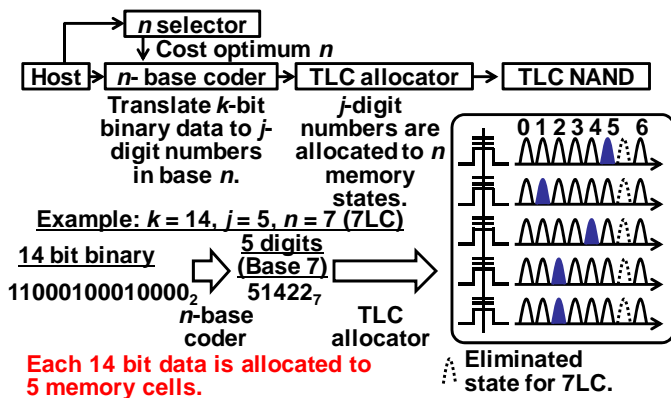 n selector
Cost optimum n
Host
n- base coder
TLC allocator
TLC NAND
Translate k-bit
binary data to j-
digit numbers
in base n.
j-digit
numbers are
allocated to n
memory
states.
0 1 2 3 4 5 6
Example: k = 14, j = 5, n = 7 (7LC)
14 bit binary
11000100010000₂
n-base
coder
5 digits
(Base 7)
51422₇
TLC
allocator
Each 14 bit data is allocated to
5 memory cells.
Eliminated
state for 7LC.